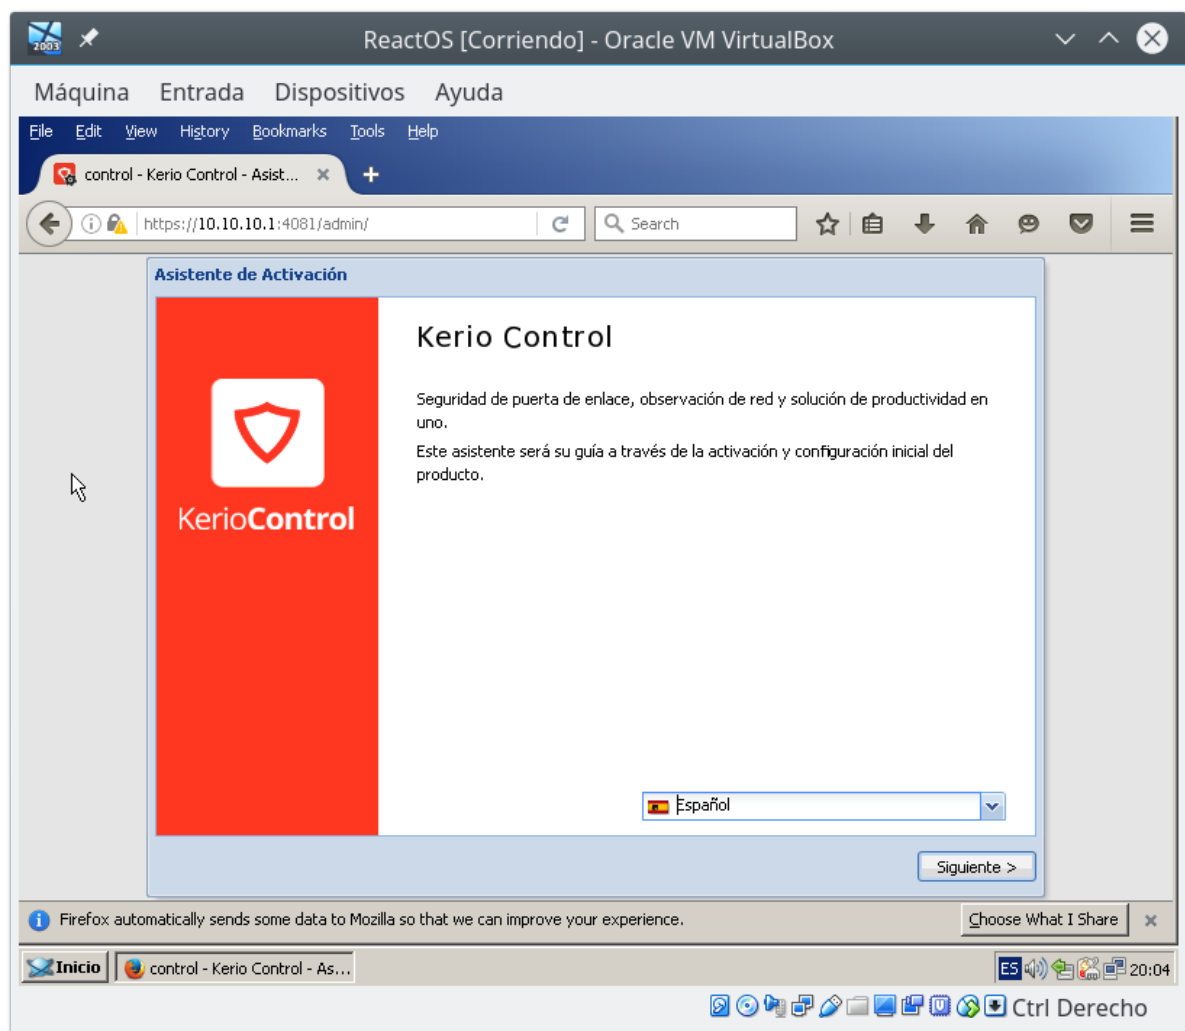 ReactOS [Corriendo] - Oracle VM VirtualBox
2003
Máquina Entrada Dispositivos Ayuda
File Edit View History Bookmarks Tools Help
control - Kerio Control - Asist...
https://10.10.10.1:4081/admin/
Search
Asistente de Activación
Kerio Control
Seguridad de puerta de enlace, observación de red y solución de productividad en
uno.
Este asistente será su guía a través de la activación y configuración inicial del
producto.
KerioControl
Español
Siguiente >
Firefox automatically sends some data to Mozilla so that we can improve your experience.
Choose What I Share
Inicio
control - Kerio Control - As...
ES
20:04
Ctrl Derecho